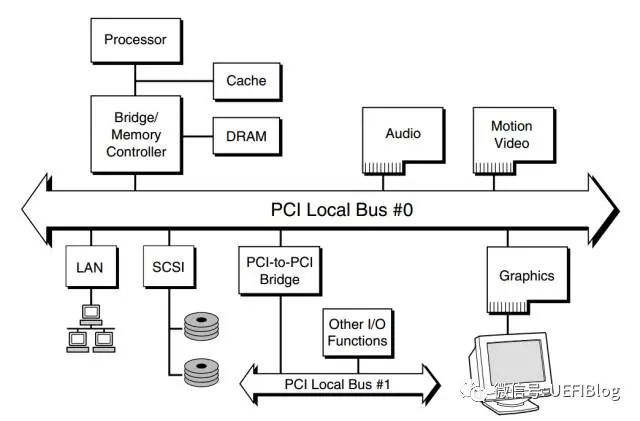 Processor
Cache
Bridge/
Memory
Controller
DRAM
Audio
Motion
Video
PCI Local Bus #0
LAN
SCSI
PCI-to-PCI
Bridge
Graphics
Other I/O
Functions
PCI Local Bus #1
微信号: UEFIBlog